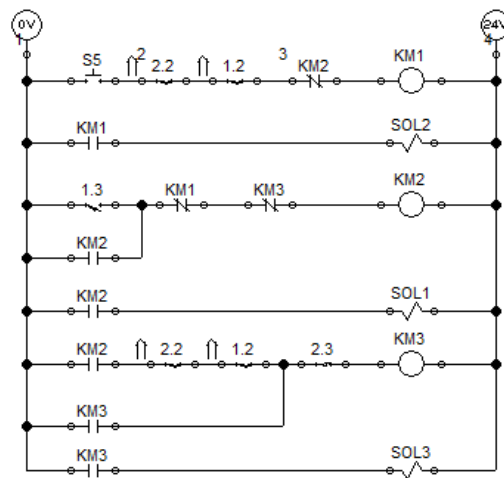 0V 24V
1 4
S5 2 2.2 1.2 3 KM2 KM1
KM1 SOL2
1.3 KM1 KM3 KM2
KM2
KM2 SOL1
KM2 2.2 1.2 2.3 KM3
KM3
KM3 SOL3